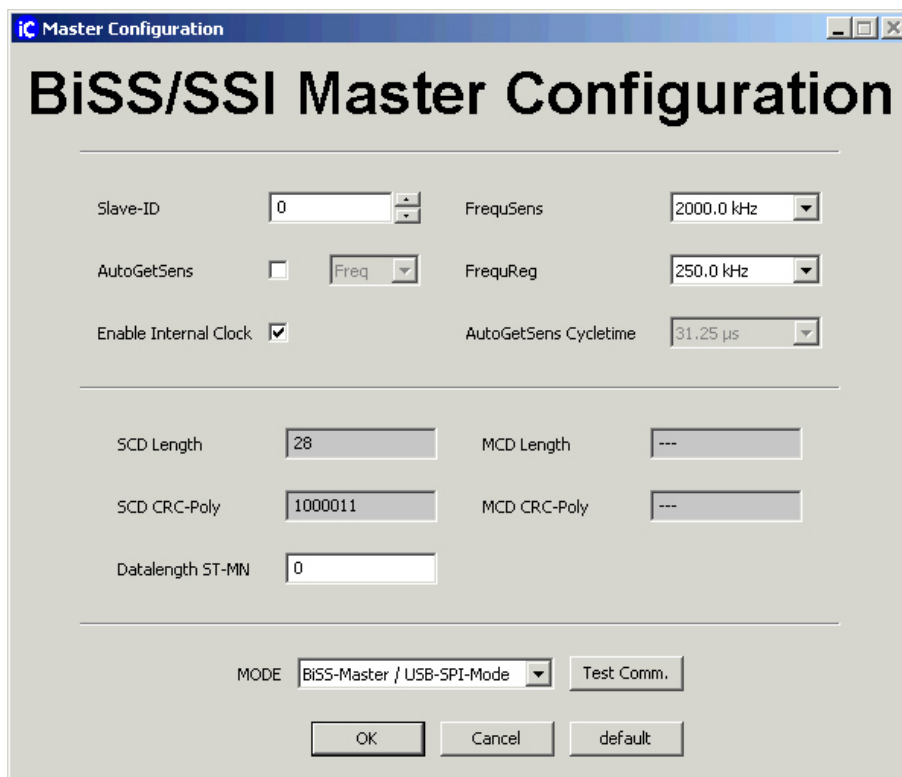 iC Master Configuration
BiSS/SSI Master Configuration
Slave-ID 0 FrequSens 2000.0 kHz
AutoGetSens Freq FrequReg 250.0 kHz
Enable Internal Clock AutoGetSens Cycletime 31.25 µs
SCD Length 28 MCD Length ---
SCD CRC-Poly 1000011 MCD CRC-Poly ---
Datalength ST-MN 0
MODE BiSS-Master / USB-SPI-Mode Test Comm.
OK Cancel default